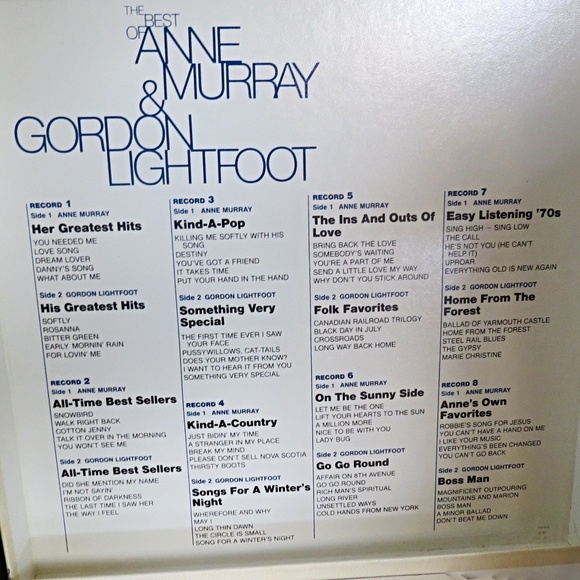 THE
BEST
OF
ANNE
MURRAY
&
GORDON
LIGHTFOOT
RECORD 1
Side 1 ANNE MURRAY
Her Greatest Hits
YOU NEEDED ME
LOVE SONG
DREAM LOVER
DANNY'S SONG
WHAT ABOUT ME
Side 2 GORDON LIGHTFOOT
His Greatest Hits
SOFTLY
ROSANNA
BITTER GREEN
EARLY MORNIN' RAIN
FOR LOVIN' ME
RECORD 2
Side 1 ANNE MURRAY
All-Time Best Sellers
SNOWBIRD
WALK RIGHT BACK
COTTON JENNY
TALK IT OVER IN THE MORNING
YOU WON'T SEE ME
Side 2 GORDON LIGHTFOOT
All-Time Best Sellers
DID SHE MENTION MY NAME
I'M NOT SAYIN'
RIBBON OF DARKNESS
THE LAST TIME I SAW HER
THE WAY I FEEL
RECORD 3
Side 1 ANNE MURRAY
Kind-A-Pop
KILLING ME SOFTLY WITH HIS
SONG
DESTINY
YOU'VE GOT A FRIEND
IT TAKES TIME
PUT YOUR HAND IN THE HAND
Side 2 GORDON LIGHTFOOT
Something Very
Special
THE FIRST TIME EVER I SAW
YOUR FACE
PUSSYWILLOWS, CAT-TAILS
DOES YOUR MOTHER KNOW?
I WANT TO HEAR IT FROM YOU
SOMETHING VERY SPECIAL
RECORD 4
Side 1 ANNE MURRAY
Kind-A-Country
JUST BIDIN' MY TIME
A STRANGER IN MY PLACE
BREAK MY MIND
PLEASE DON'T SELL NOVA SCOTIA
THIRSTY BOOTS
Side 2 GORDON LIGHTFOOT
Songs For A Winter's
Night
WHEREFORE AND WHY
MAY I
LONG THIN DAWN
THE CIRCLE IS SMALL
SONG FOR A WINTER'S NIGHT
RECORD 5
Side 1 ANNE MURRAY
The Ins And Outs Of
Love
BRING BACK THE LOVE
SOMEBODY'S WAITING
YOU'RE A PART OF ME
SEND A LITTLE LOVE MY WAY
WHY DON'T YOU STICK AROUND
Side 2 GORDON LIGHTFOOT
Folk Favorites
CANADIAN RAILROAD TRILOGY
BLACK DAY IN JULY
CROSSROADS
LONG WAY BACK HOME
RECORD 6
Side 1 ANNE MURRAY
On The Sunny Side
LET ME BE THE ONE
LIFT YOUR HEARTS TO THE SUN
A MILLION MORE
NICE TO BE WITH YOU
LADY BUG
Side 2 GORDON LIGHTFOOT
Go Go Round
AFFAIR ON 8TH AVENUE
GO GO ROUND
RICH MAN'S SPIRITUAL
LONG RIVER
UNSETTLED WAYS
COLD HANDS FROM NEW YORK
RECORD 7
Side 1 ANNE MURRAY
Easy Listening '70s
SING HIGH – SING LOW
THE CALL
HE'S NOT YOU (HE CAN'T
HELP IT)
UPROAR
EVERYTHING OLD IS NEW AGAIN
Side 2 GORDON LIGHTFOOT
Home From The
Forest
BALLAD OF YARMOUTH CASTLE
HOME FROM THE FOREST
STEEL RAIL BLUES
THE GYPSY
MARIE CHRISTINE
RECORD 8
Side 1 ANNE MURRAY
Anne's Own
Favorites
ROBBIE'S SONG FOR JESUS
YOU CAN'T HAVE A HAND ON ME
I LIKE YOUR MUSIC
EVERYTHING'S BEEN CHANGED
YOU CAN'T GO BACK
Side 2 GORDON LIGHTFOOT
Boss Man
MAGNIFICENT OUTPOURING
MOUNTAINS AND MARION
BOSS MAN
A MINOR BALLAD
DON'T BEAT ME DOWN